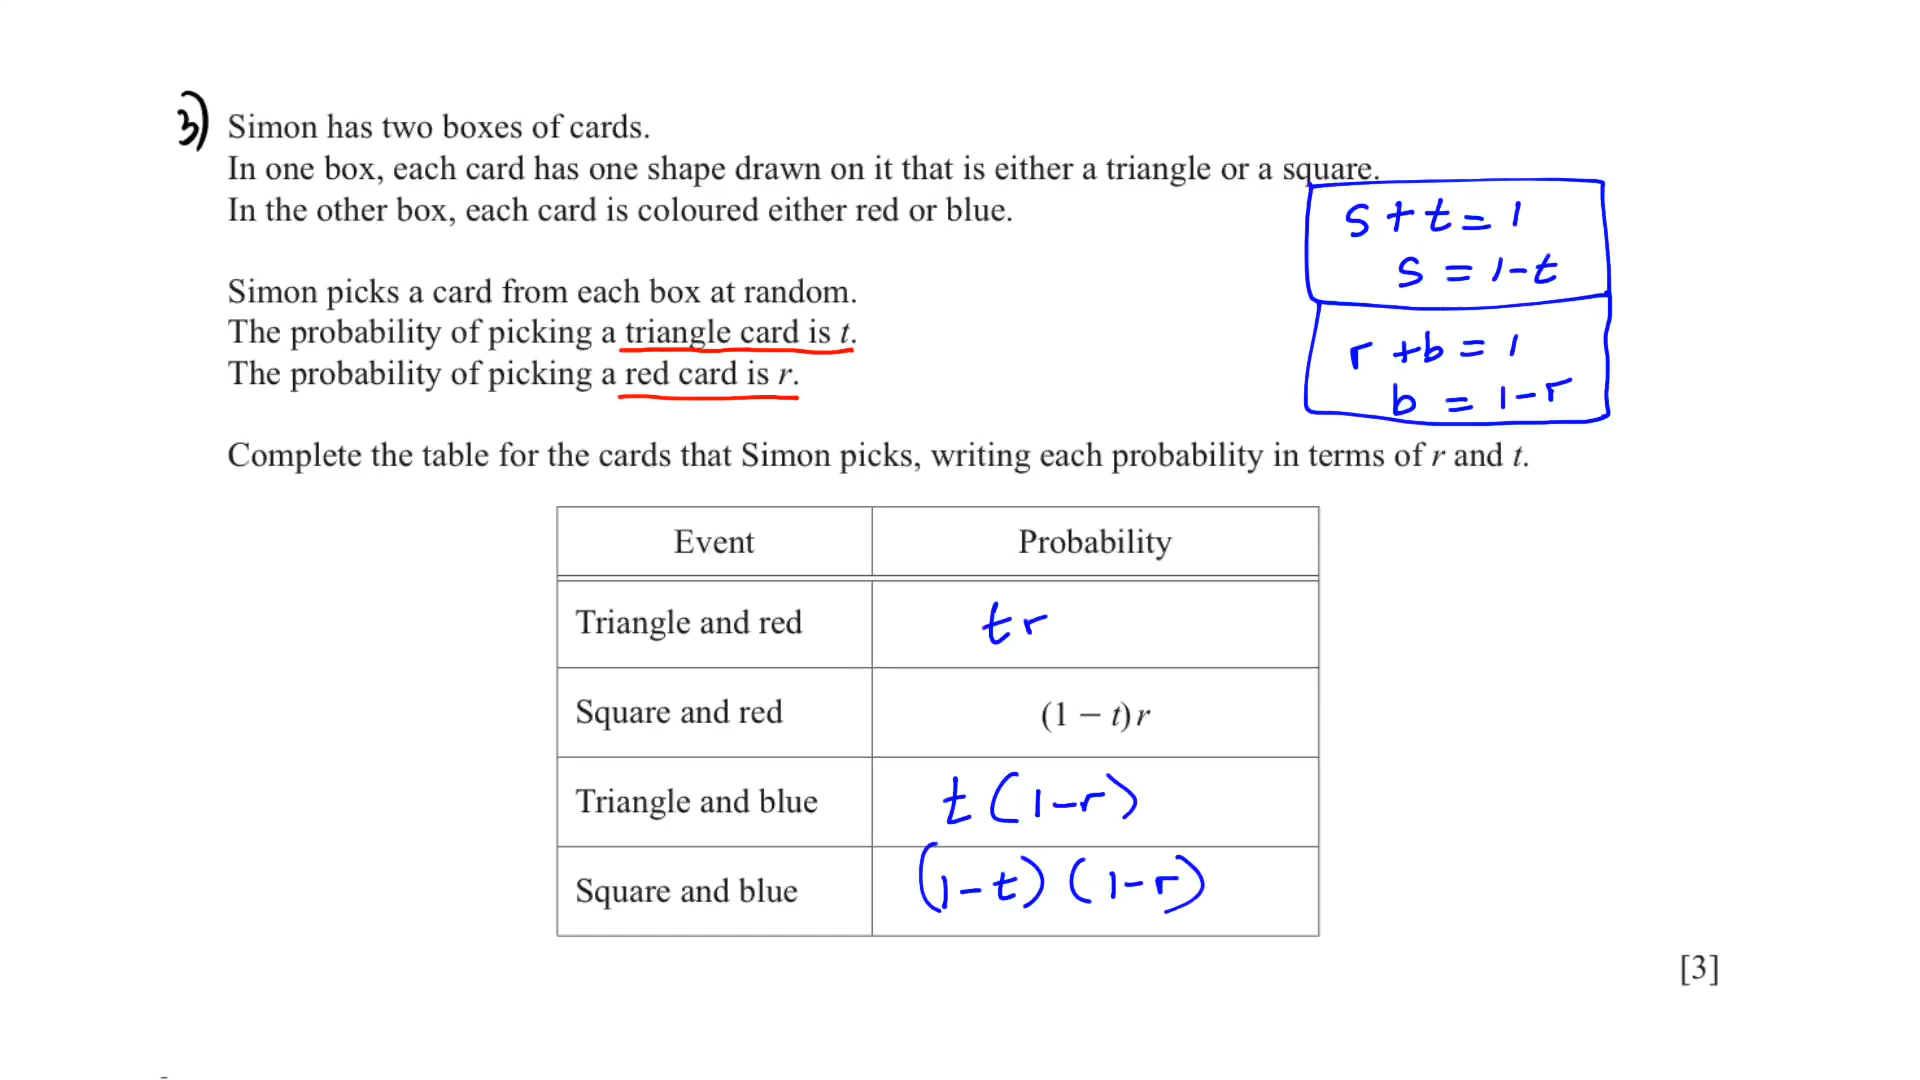 3) Simon has two boxes of cards.
In one box, each card has one shape drawn on it that is either a triangle or a square.
In the other box, each card is coloured either red or blue.
s + t = 1
s = 1-t
Simon picks a card from each box at random.
The probability of picking a triangle card is t.
The probability of picking a red card is r.
r + b = 1
b = 1-r
Complete the table for the cards that Simon picks, writing each probability in terms of r and t.
Event Probability
Triangle and red tr
Square and red (1 − t)r
Triangle and blue t(1-r)
Square and blue (1-t)(1-r)
[3]